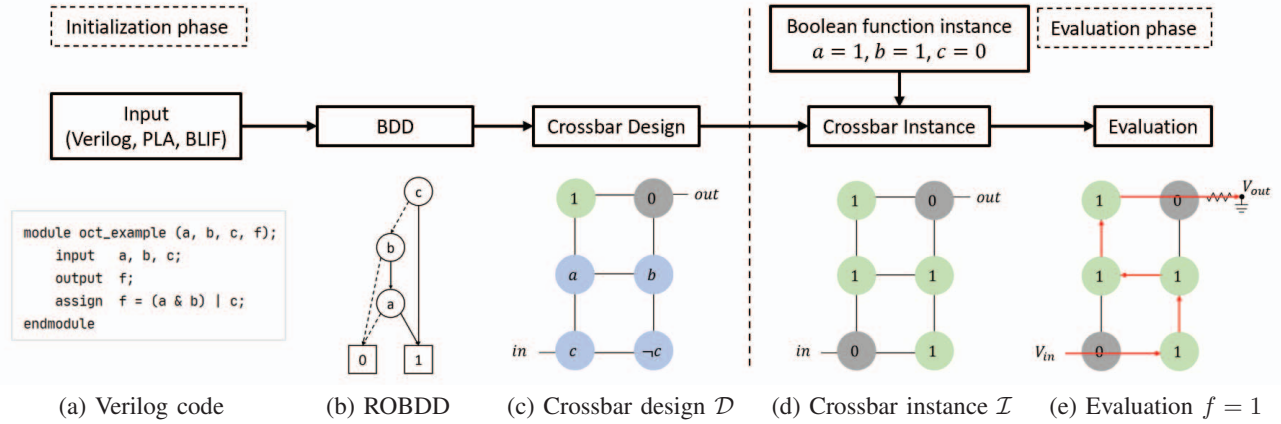 Initialization phase
Boolean function instance
a = 1, b = 1, c = 0
Evaluation phase
Input
(Verilog, PLA, BLIF)
BDD
Crossbar Design
Crossbar Instance
Evaluation
module oct_example (a, b, c, f);
input a, b, c;
output f;
assign f = (a & b) | c;
endmodule
c
b
a
0 1
1 0 out
a b
in c ¬c
1 0 out
1 1
in 0 1
1 0 V_out
1 1
V_in 0 1
(a) Verilog code
(b) ROBDD
(c) Crossbar design 𝒟
(d) Crossbar instance ℐ
(e) Evaluation f = 1